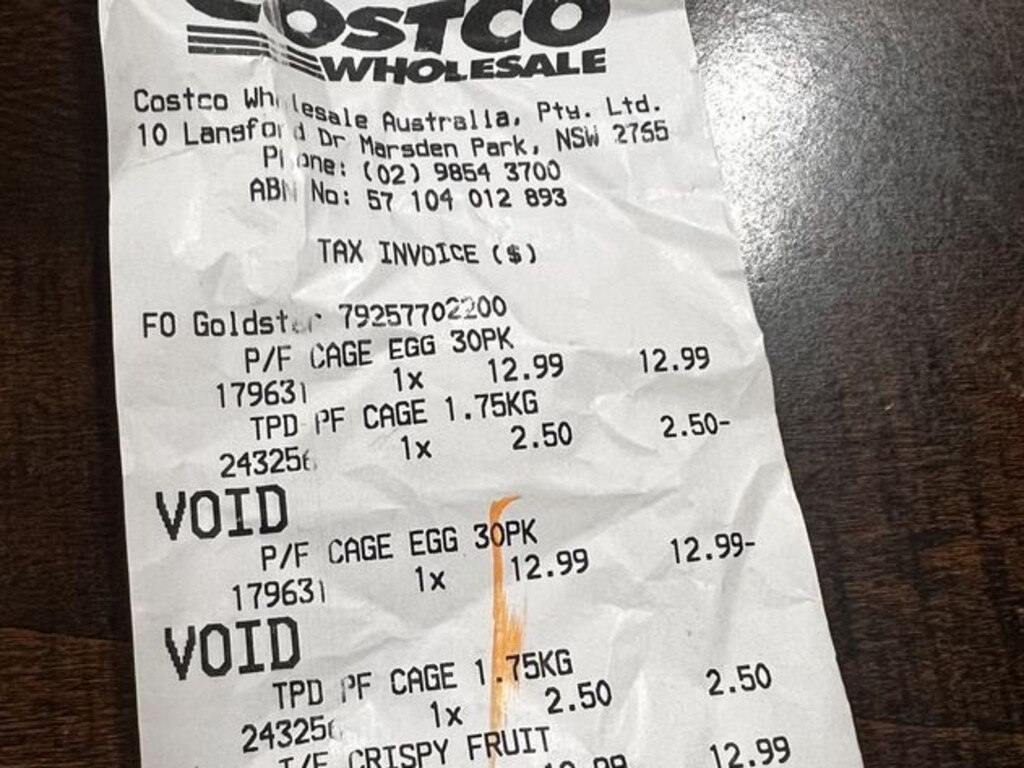 COSTCO
WHOLESALE
Costco Wholesale Australia, Pty. Ltd.
10 Langford Dr Marsden Park, NSW 2765
Phone: (02) 9854 3700
ABN No: 57 104 012 893
TAX INVOICE ($)
FO Goldstar 79257702200
P/F CAGE EGG 30PK
179631 1x 12.99 12.99
TPD PF CAGE 1.75KG
243256 1x 2.50 2.50-
VOID
P/F CAGE EGG 30PK
179631 1x 12.99 12.99-
VOID
TPD PF CAGE 1.75KG
243256 1x 2.50 2.50
CRISPY FRUIT
12.99